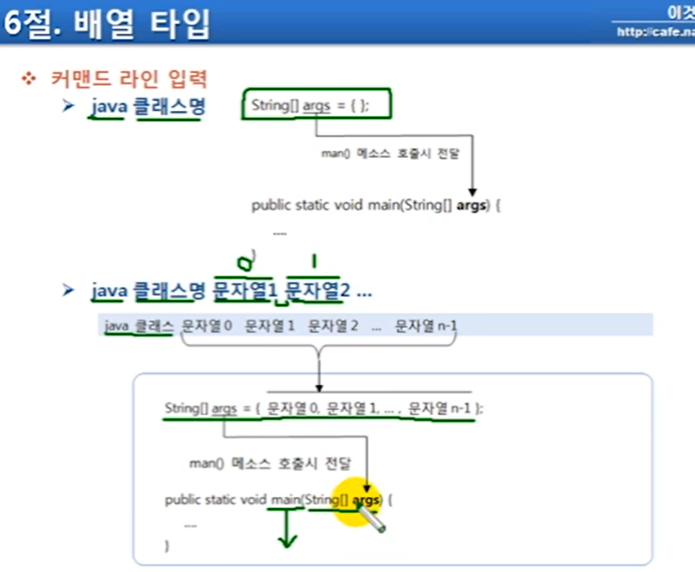 6절. 배열 타입
이것
http://cafe.na
❖ 커맨드 라인 입력
➢ java 클래스명
String[] args = { };
man() 메소스 호출시 전달
public static void main(String[] args) {
....
}
0 1
➢ java 클래스명 문자열1 문자열2 ...
java 클래스 문자열 0 문자열 1 문자열 2 ... 문자열 n-1
String[] args = { 문자열 0, 문자열 1, ... , 문자열 n-1 };
man() 메소스 호출시 전달
public static void main(String[] args) {
....
}